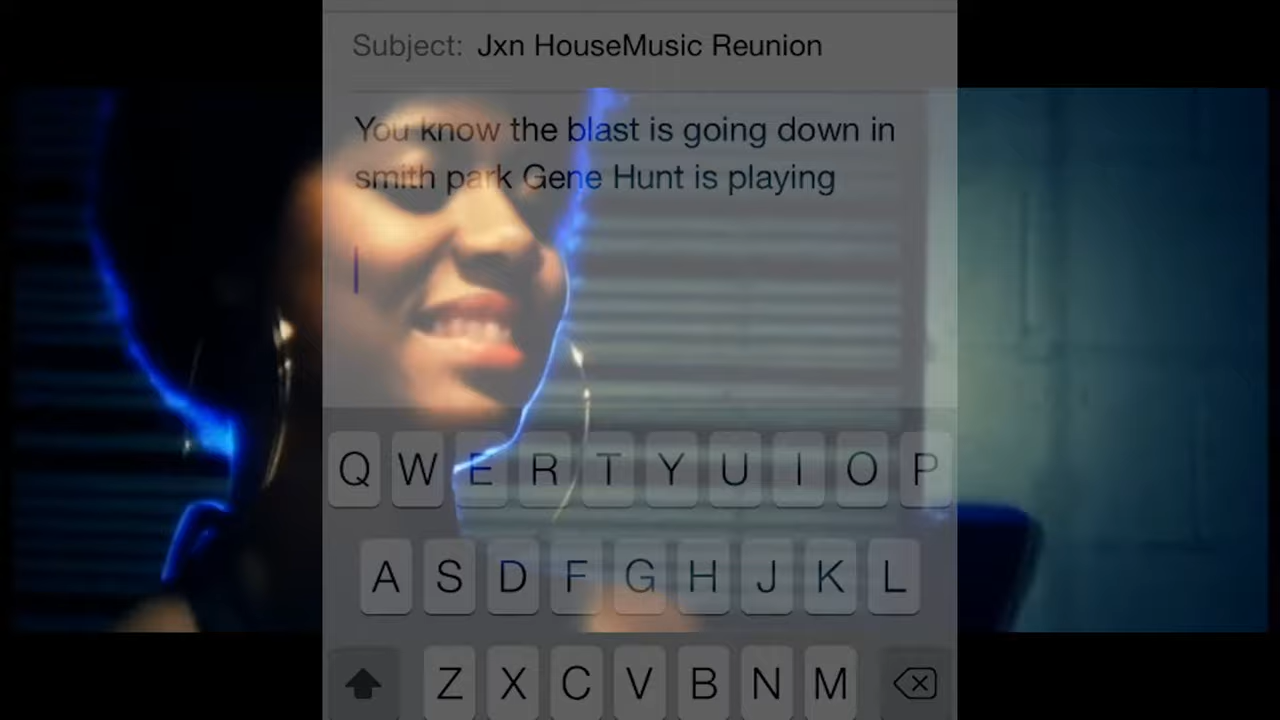 Subject: Jxn HouseMusic Reunion
You know the blast is going down in
smith park Gene Hunt is playing
Q W E R T Y U I O P
A S D F G H J K L
Z X C V B N M